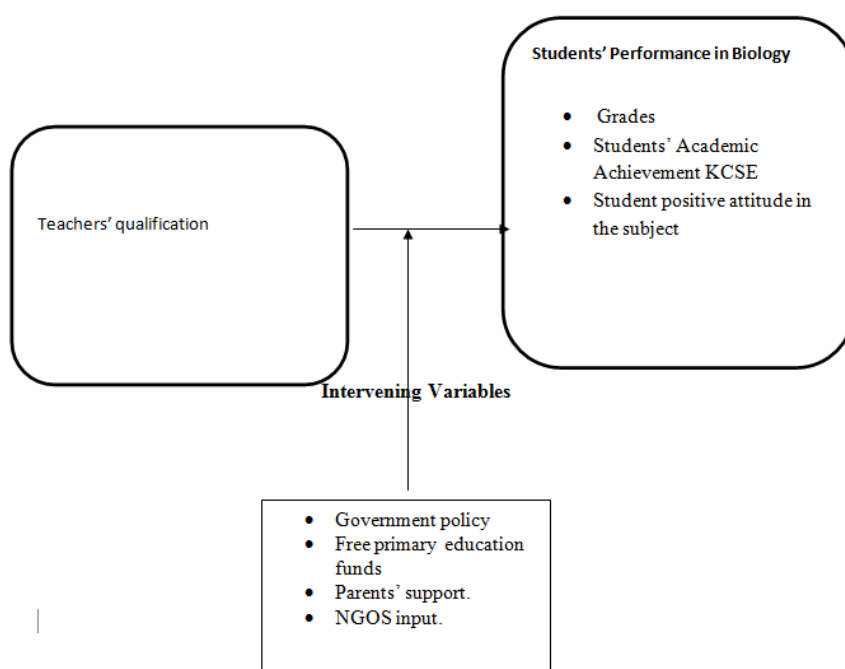 Students’ Performance in Biology
• Grades
• Students’ Academic
Achievement KCSE
• Student positive attitude in
the subject
Teachers’ qualification
Intervening Variables
• Government policy
• Free primary education
funds
• Parents’ support.
• NGOS input.